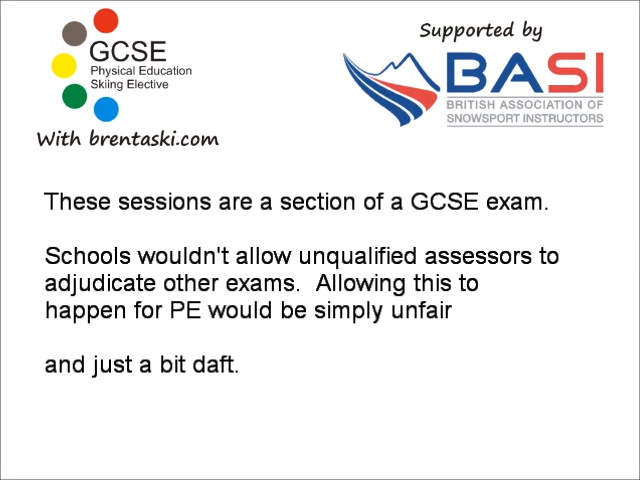 GCSE
Physical Education
Skiing Elective
With brentaski.com
Supported by
BASI
BRITISH ASSOCIATION OF
SNOWSPORT INSTRUCTORS
These sessions are a section of a GCSE exam.
Schools wouldn't allow unqualified assessors to
adjudicate other exams.  Allowing this to
happen for PE would be simply unfair
and just a bit daft.